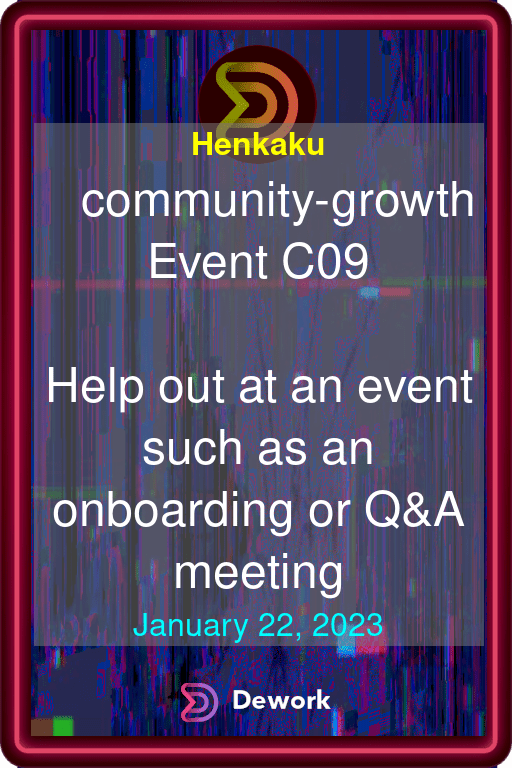 Henkaku
community-growth
Event C09
Help out at an event
such as an
onboarding or Q&A
meeting
January 22, 2023
Dework